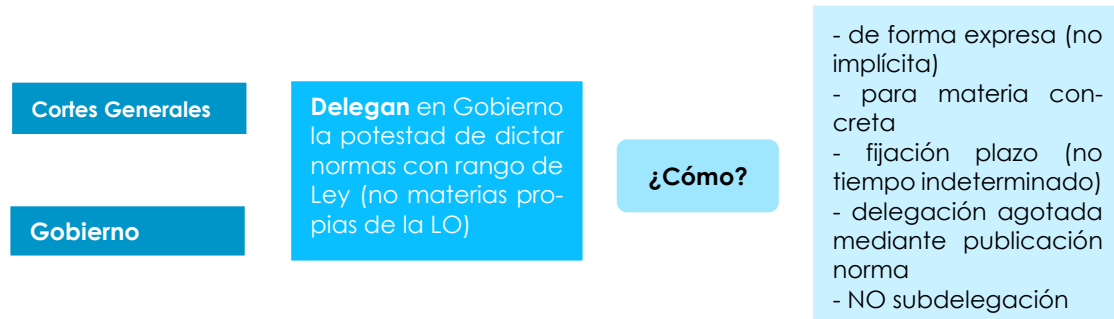 Cortes Generales
Gobierno
Delegan en Gobierno
la potestad de dictar
normas con rango de
Ley (no materias pro-
pias de la LO)
¿Cómo?
- de forma expresa (no
implícita)
- para materia con-
creta
- fijación plazo (no
tiempo indeterminado)
- delegación agotada
mediante publicación
norma
- NO subdelegación